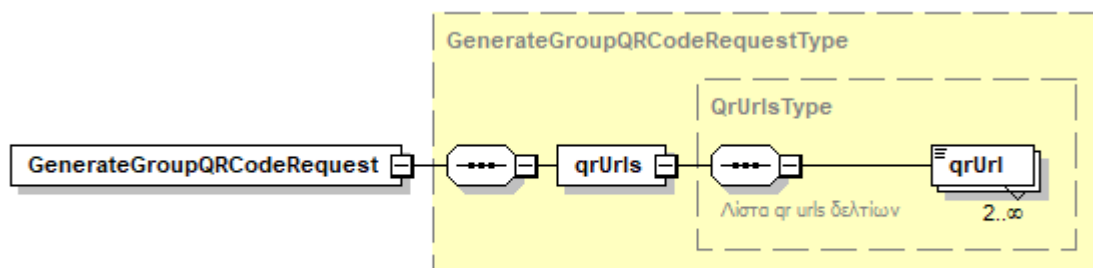 GenerateGroupQRCodeRequestType
QrUrlsType
GenerateGroupQRCodeRequest
qrUrls
qrUrl
Λίστα qr urls δελτίων
2..∞